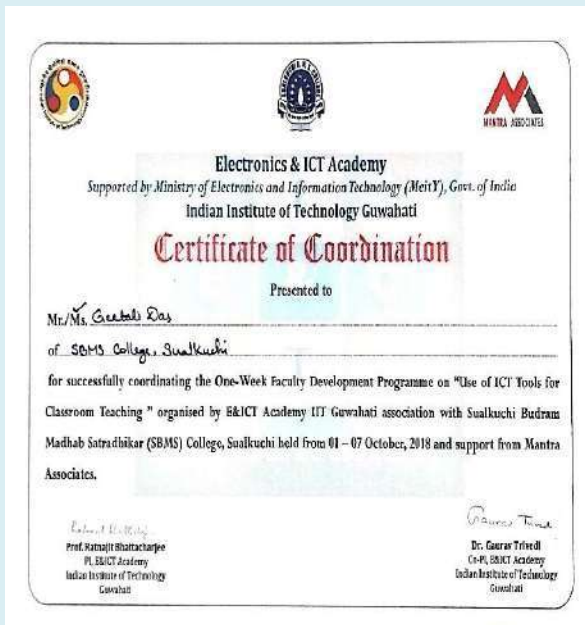 MANTRA ASSOCIATES
Electronics & ICT Academy
Supported by Ministry of Electronics and Information Technology (MeitY), Govt. of India
Indian Institute of Technology Guwahati
Certificate of Coordination
Presented to
Mr./Ms. Geetali Das
of SBMS College, Sualkuchi
for successfully coordinating the One-Week Faculty Development Programme on "Use of ICT Tools for
Classroom Teaching " organised by E&ICT Academy IIT Guwahati association with Sualkuchi Budram
Madhab Satradhikar (SBMS) College, Sualkuchi held from 01 – 07 October, 2018 and support from Mantra
Associates.
Prof. Ratnajit Bhattacharjee
PI, E&ICT Academy
Indian Institute of Technology
Guwahati
Dr. Gaurav Trivedi
Co-PI, E&ICT Academy
Indian Institute of Technology
Guwahati